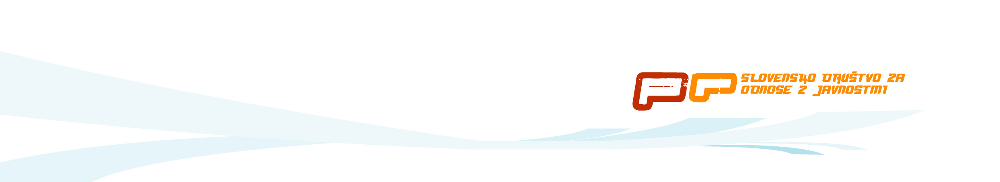 SLOVENSKO DRUŠTVO ZA
ODNOSE Z JAVNOSTMI